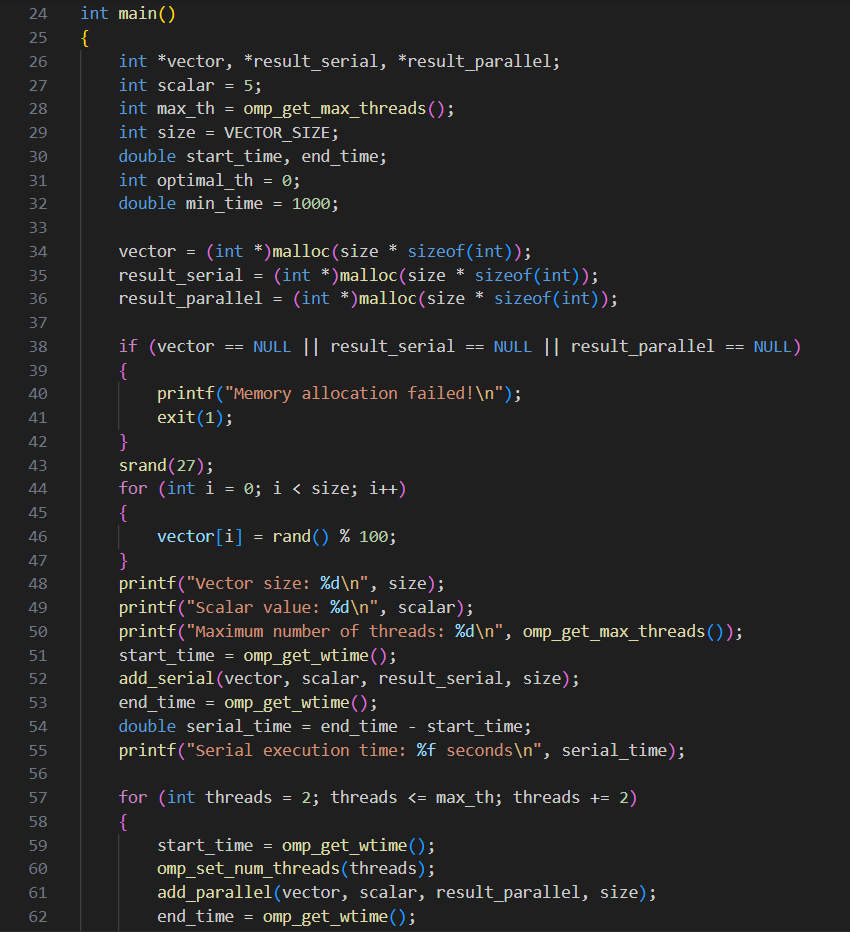 24 int main()
25 {
26     int *vector, *result_serial, *result_parallel;
27     int scalar = 5;
28     int max_th = omp_get_max_threads();
29     int size = VECTOR_SIZE;
30     double start_time, end_time;
31     int optimal_th = 0;
32     double min_time = 1000;
33
34     vector = (int *)malloc(size * sizeof(int));
35     result_serial = (int *)malloc(size * sizeof(int));
36     result_parallel = (int *)malloc(size * sizeof(int));
37
38     if (vector == NULL || result_serial == NULL || result_parallel == NULL)
39     {
40         printf("Memory allocation failed!\n");
41         exit(1);
42     }
43     srand(27);
44     for (int i = 0; i < size; i++)
45     {
46         vector[i] = rand() % 100;
47     }
48     printf("Vector size: %d\n", size);
49     printf("Scalar value: %d\n", scalar);
50     printf("Maximum number of threads: %d\n", omp_get_max_threads());
51     start_time = omp_get_wtime();
52     add_serial(vector, scalar, result_serial, size);
53     end_time = omp_get_wtime();
54     double serial_time = end_time - start_time;
55     printf("Serial execution time: %f seconds\n", serial_time);
56
57     for (int threads = 2; threads <= max_th; threads += 2)
58     {
59         start_time = omp_get_wtime();
60         omp_set_num_threads(threads);
61         add_parallel(vector, scalar, result_parallel, size);
62         end_time = omp_get_wtime();